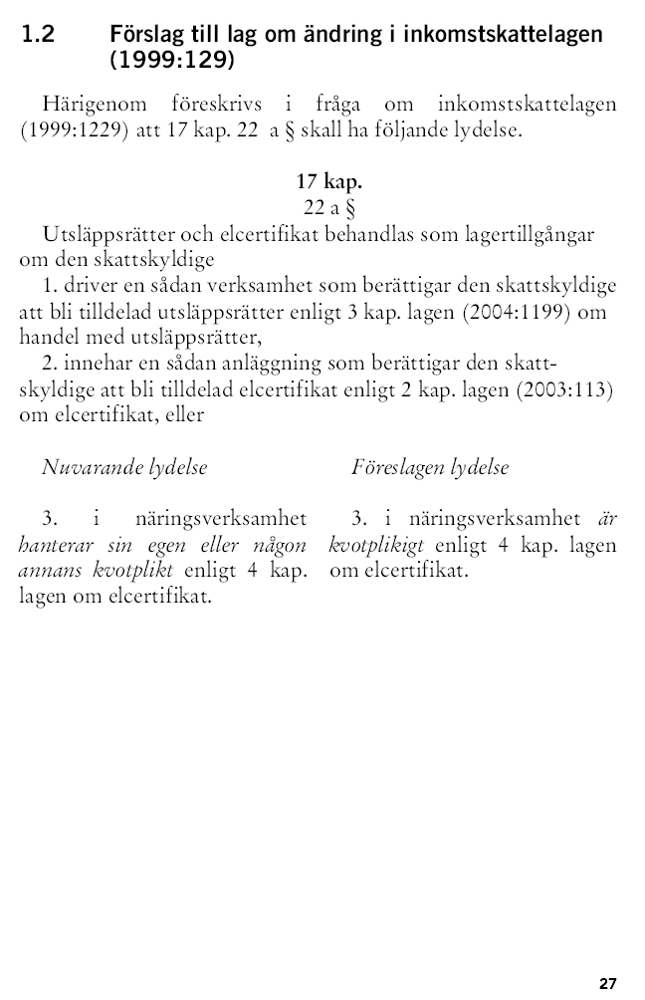 1.2 Förslag till lag om ändring i inkomstskattelagen
(1999:129)
Härigenom föreskrivs i fråga om inkomstskattelagen
(1999:1229) att 17 kap. 22 a § skall ha följande lydelse.
17 kap.
22 a §
Utsläppsrätter och elcertifikat behandlas som lagertillgångar
om den skattskyldige
1. driver en sådan verksamhet som berättigar den skattskyldige
att bli tilldelad utsläppsrätter enligt 3 kap. lagen (2004:1199) om
handel med utsläppsrätter,
2. innehar en sådan anläggning som berättigar den skatt-
skyldige att bli tilldelad elcertifikat enligt 2 kap. lagen (2003:113)
om elcertifikat, eller
Nuvarande lydelse
3. i näringsverksamhet
hanterar sin egen eller någon
annans kvotplikt enligt 4 kap.
lagen om elcertifikat.
Föreslagen lydelse
3. i näringsverksamhet är
kvotplikigt enligt 4 kap. lagen
om elcertifikat.
27